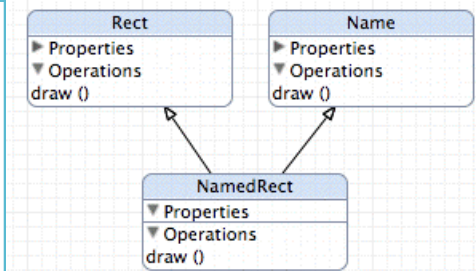 Rect
Properties
Operations
draw ()
Name
Properties
Operations
draw ()
NamedRect
Properties
Operations
draw ()